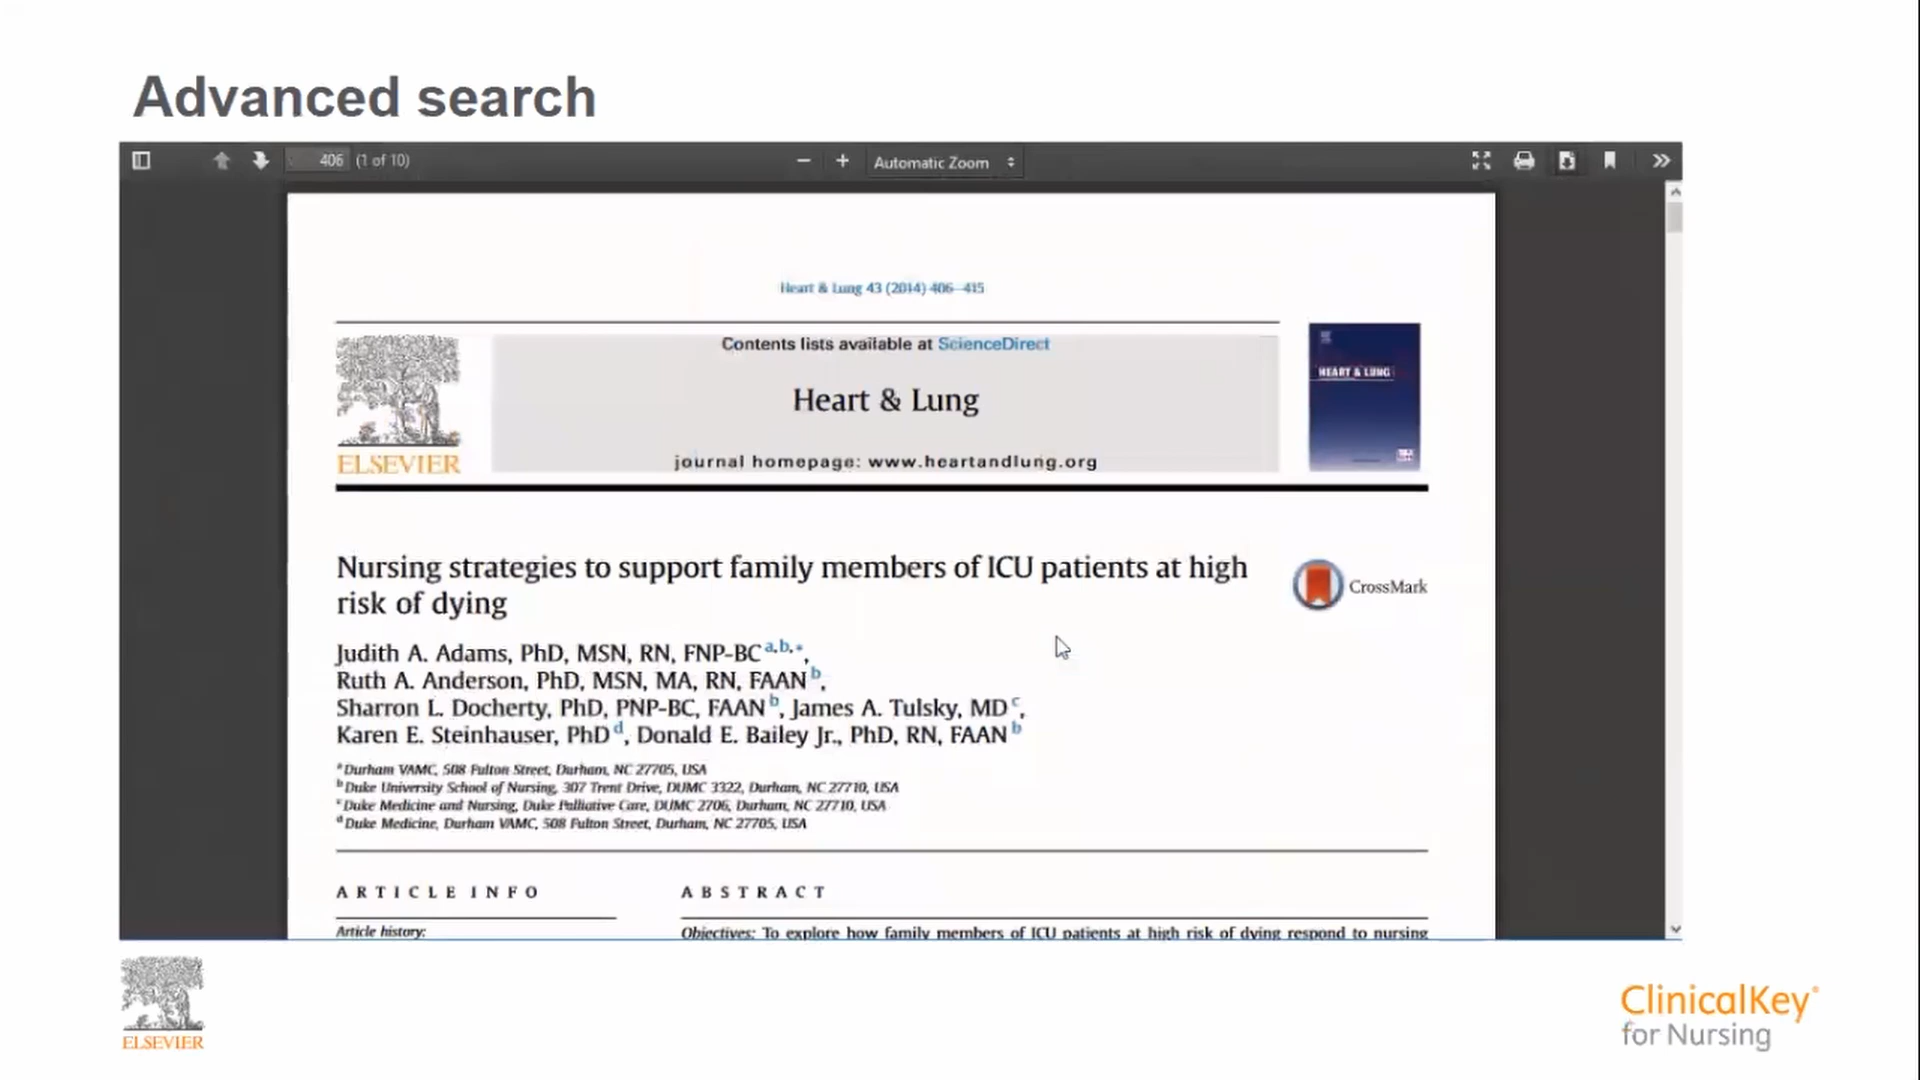 Advanced search
406 (1 of 10)
Automatic Zoom
Heart & Lung 43 (2014) 406–415
Contents lists available at ScienceDirect
Heart & Lung
journal homepage: www.heartandlung.org
HEART & LUNG
ELSEVIER
Nursing strategies to support family members of ICU patients at high
risk of dying
CrossMark
Judith A. Adams, PhD, MSN, RN, FNP-BC a,b,*,
Ruth A. Anderson, PhD, MSN, MA, RN, FAAN b,
Sharron L. Docherty, PhD, PNP-BC, FAAN b, James A. Tulsky, MD c,
Karen E. Steinhauser, PhD d, Donald E. Bailey Jr., PhD, RN, FAAN b
a Durham VAMC, 508 Fulton Street, Durham, NC 27705, USA
b Duke University School of Nursing, 307 Trent Drive, DUMC 3322, Durham, NC 27710, USA
c Duke Medicine and Nursing, Duke Palliative Care, DUMC 2706, Durham, NC 27710, USA
d Duke Medicine, Durham VAMC, 508 Fulton Street, Durham, NC 27705, USA
ARTICLE INFO
ABSTRACT
Article history:
Objectives: To explore how family members of ICU patients at high risk of dying respond to nursing
ELSEVIER
ClinicalKey®
for Nursing